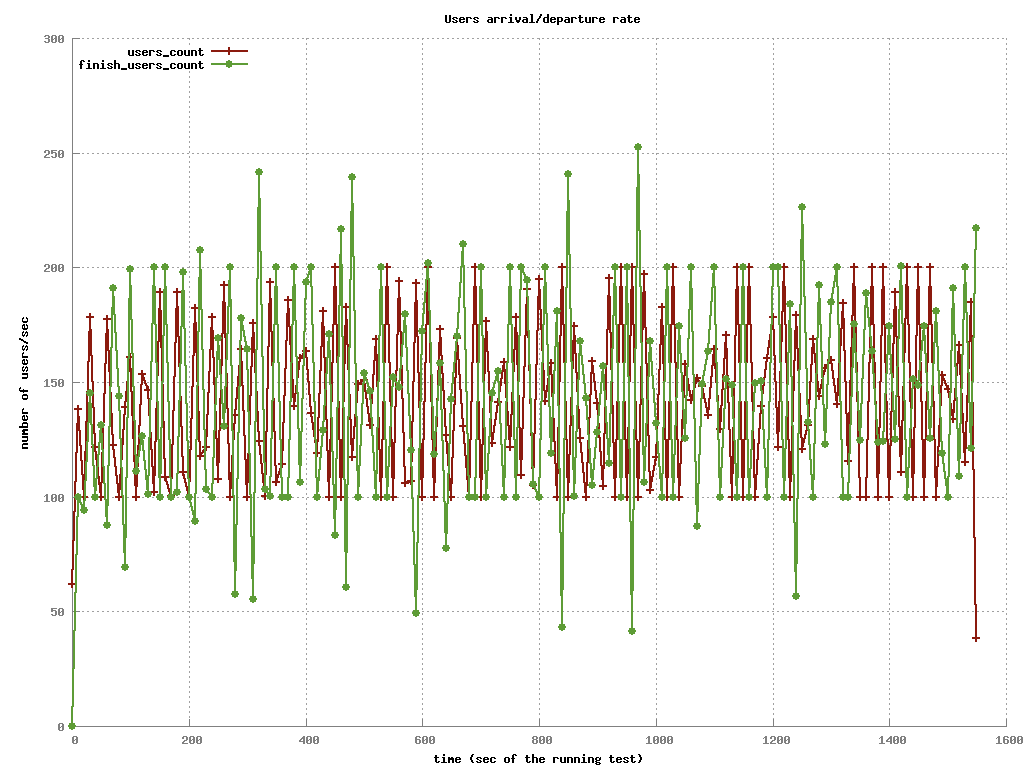 Users arrival/departure rate
users_count
finish_users_count
300
250
200
150
100
50
0
number of users/sec
0 200 400 600 800 1000 1200 1400 1600
time (sec of the running test)